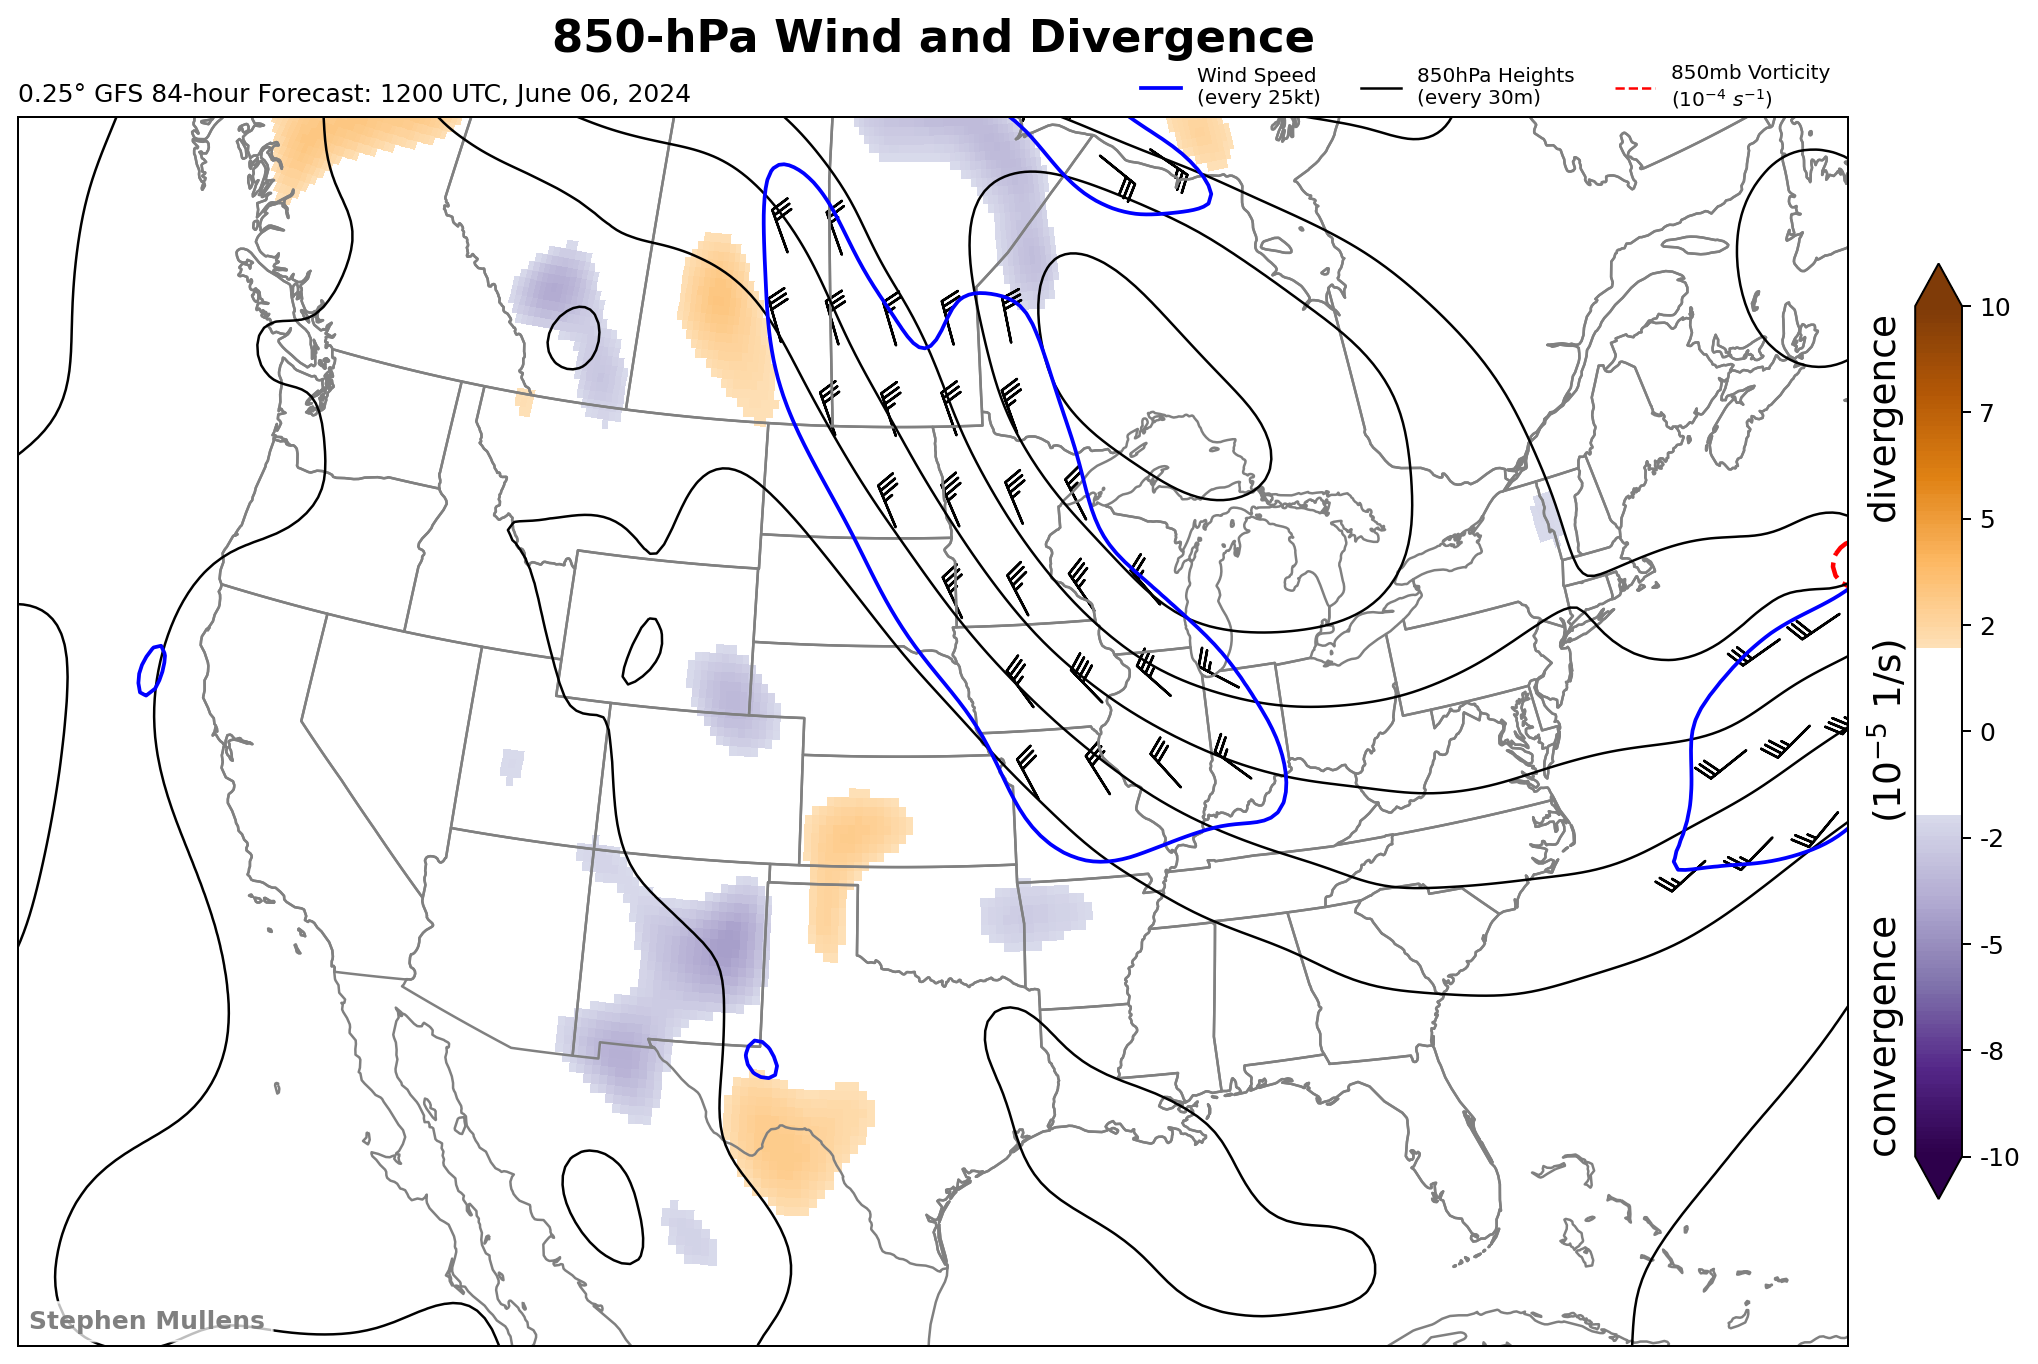 850-hPa Wind and Divergence
0.25° GFS 84-hour Forecast: 1200 UTC, June 06, 2024
Wind Speed
(every 25kt)
850hPa Heights
(every 30m)
850mb Vorticity
(10⁻⁴ s⁻¹)
10
7
5
2
0
-2
-5
-8
-10
convergence (10⁻⁵ 1/s) divergence
Stephen Mullens